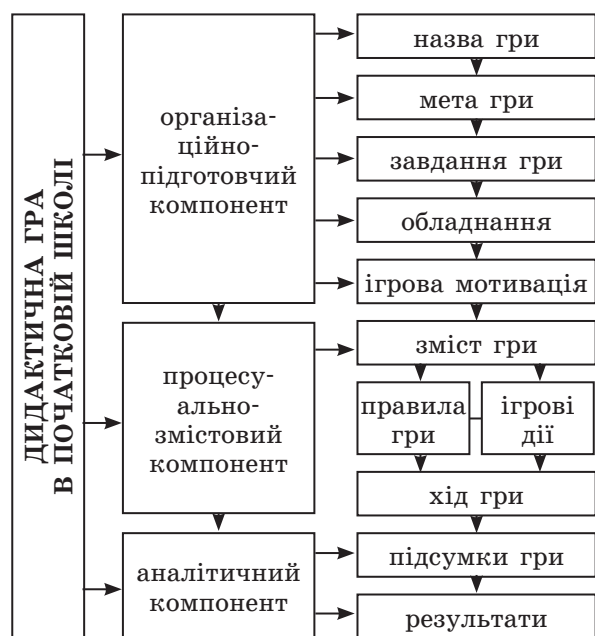 ДИДАКТИЧНА ГРА
В ПОЧАТКОВІЙ ШКОЛІ
організа-
ційно-
підготовчий
компонент
назва гри
мета гри
завдання гри
обладнання
ігрова мотивація
процесу-
ально-
змістовий
компонент
зміст гри
правила
гри
ігрові
дії
хід гри
аналітичний
компонент
підсумки гри
результати